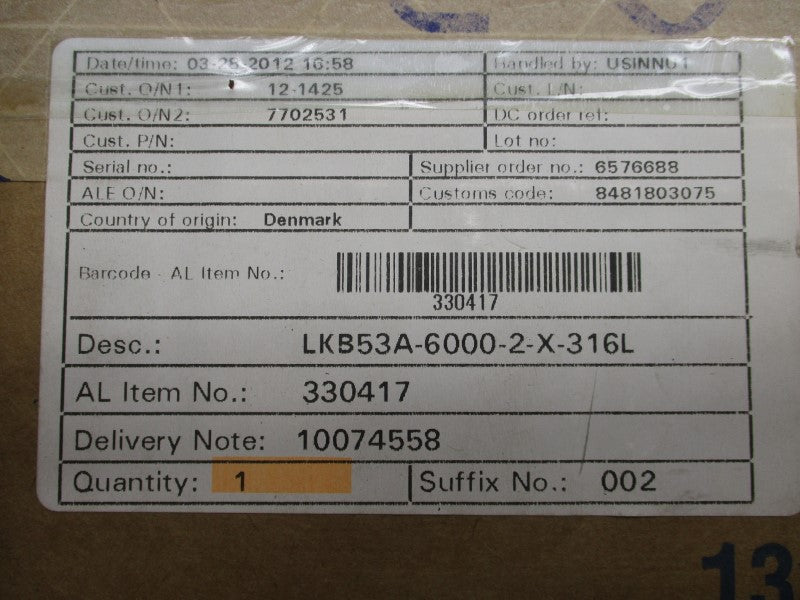 Date/time: 03-28-2012 16:58 Handled by: USINNU1
Cust. O/N1: 12-1425 Cust. L/N:
Cust. O/N2: 7702531 DC order ref:
Cust. P/N: Lot no:
Serial no.: Supplier order no.: 6576688
ALE O/N: Customs code: 8481803075
Country of origin: Denmark
Barcode - AL Item No.:
330417
Desc.: LKB53A-6000-2-X-316L
AL Item No.: 330417
Delivery Note: 10074558
Quantity: 1 Suffix No.: 002
13